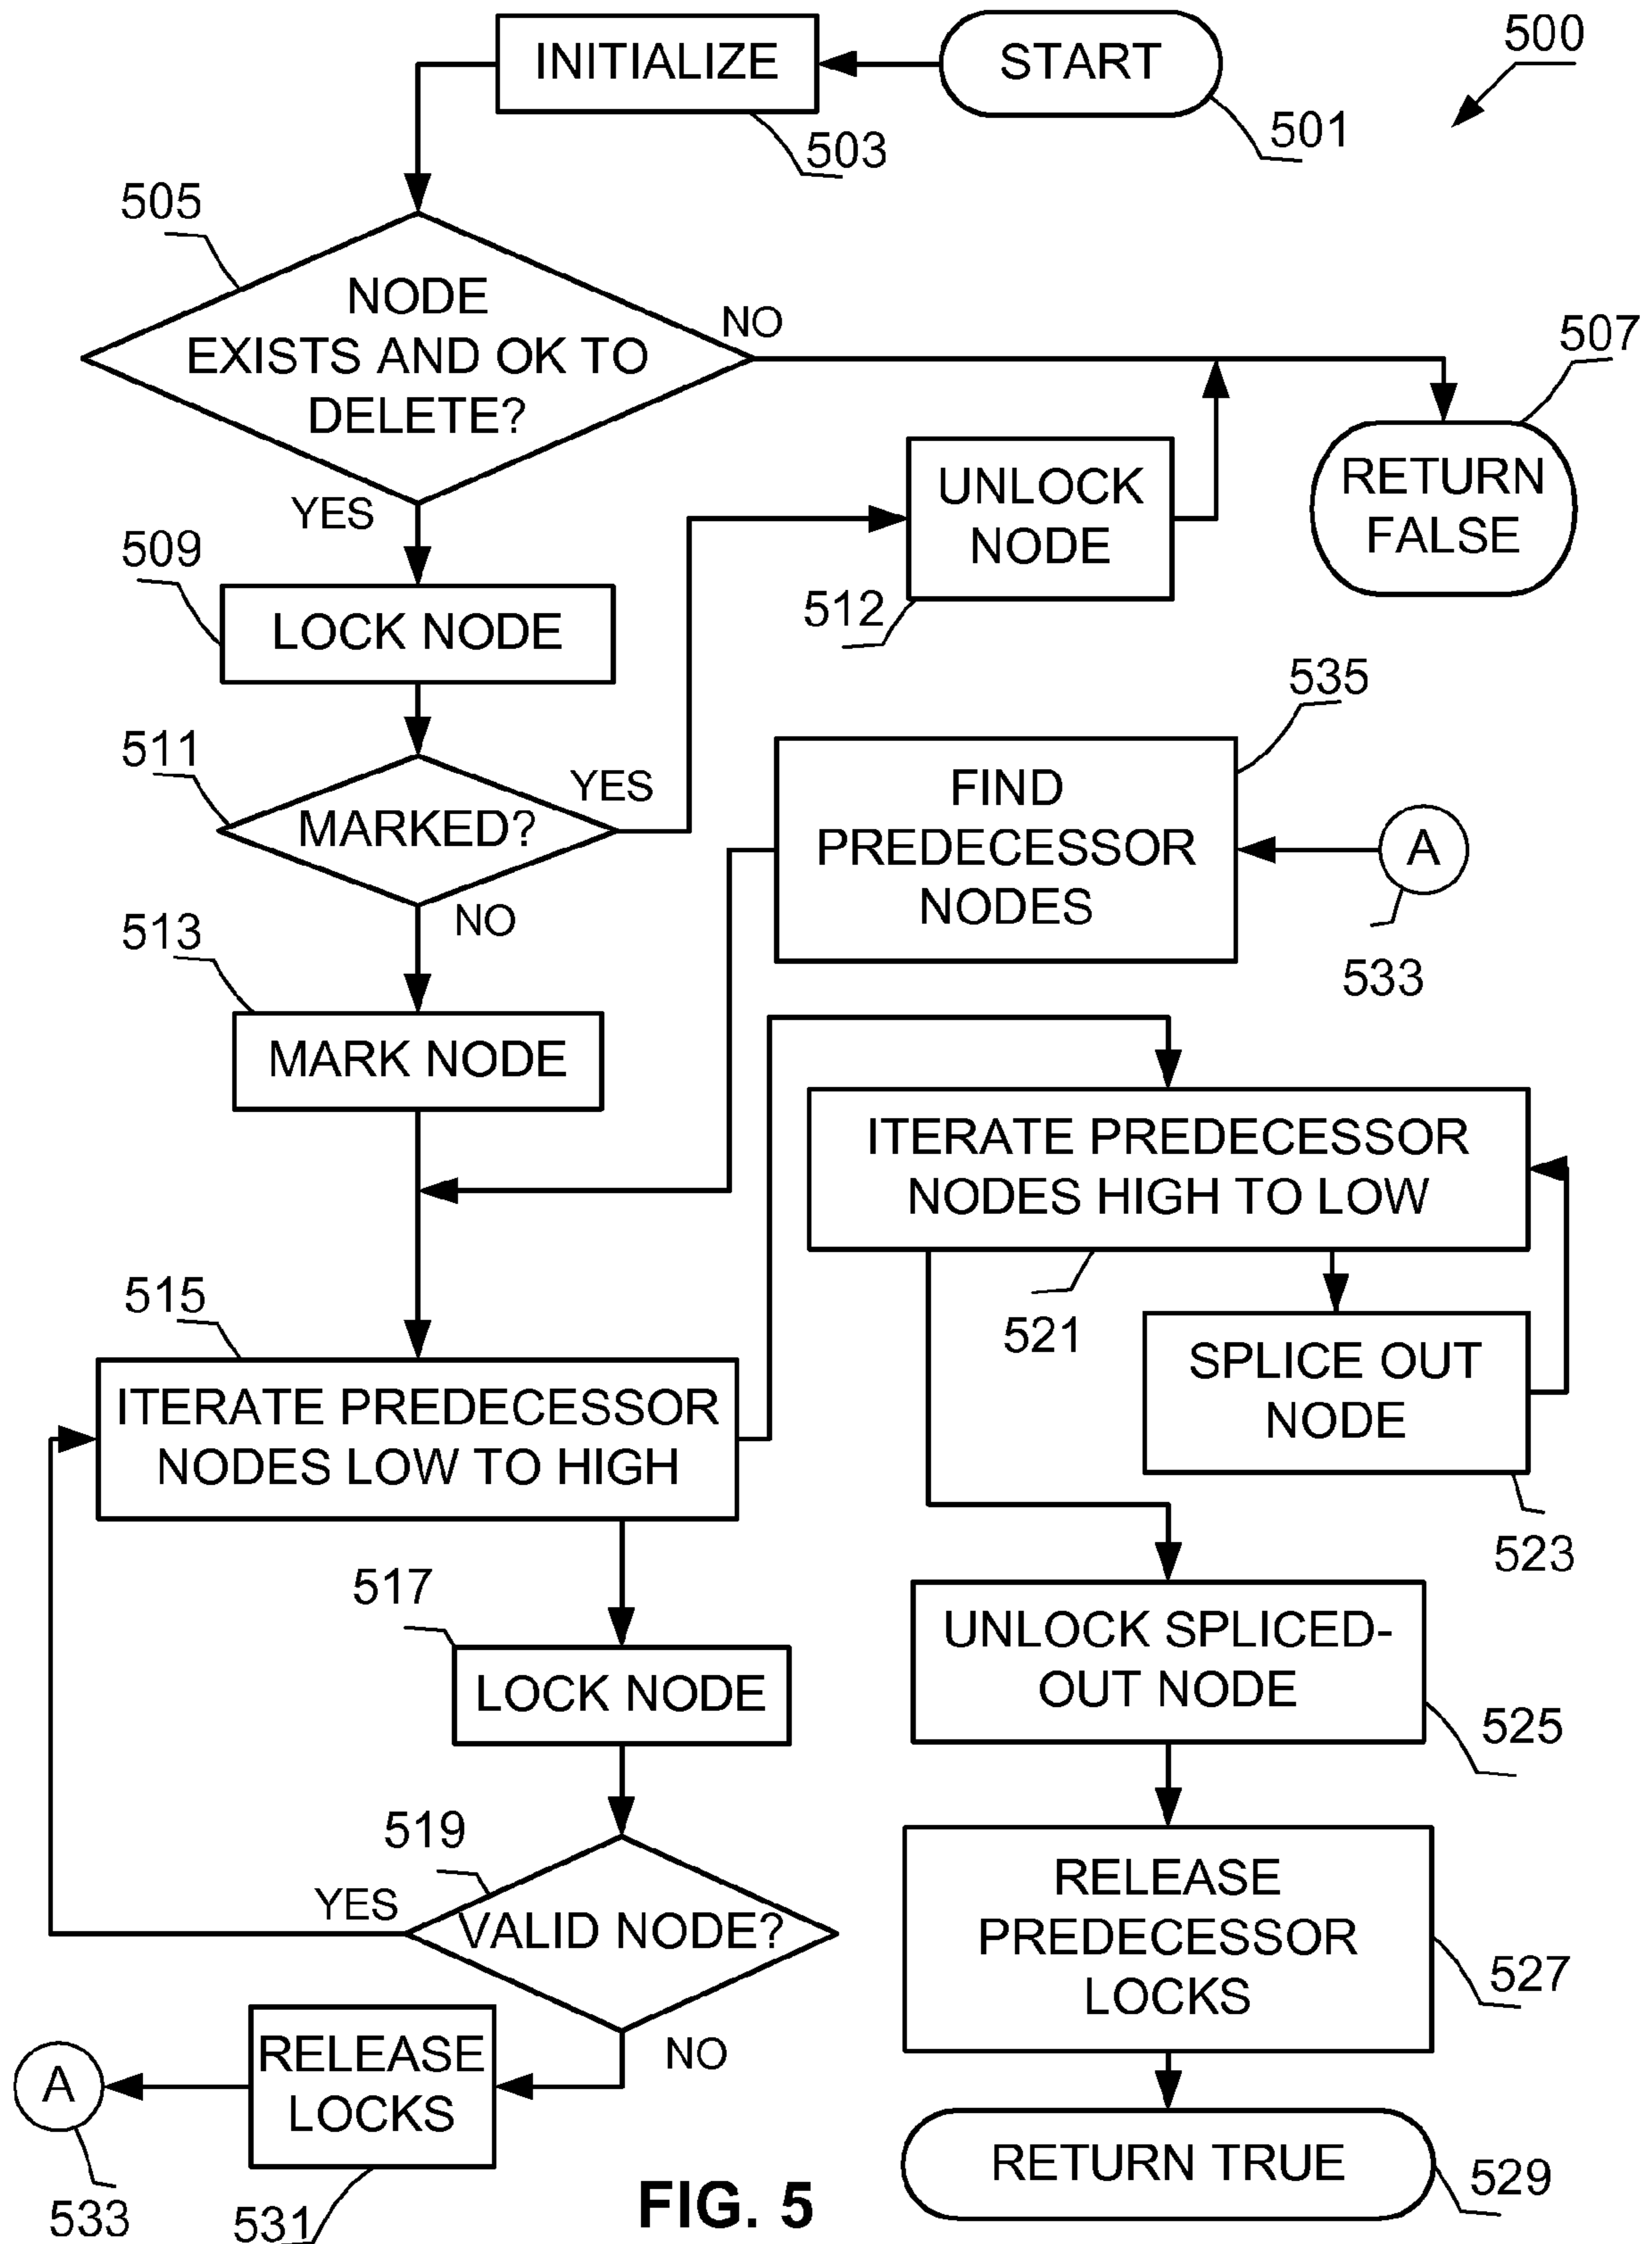 INITIALIZE
START
500
501
503
505
NODE
EXISTS AND OK TO
DELETE?
NO
507
RETURN
FALSE
YES
UNLOCK
NODE
512
509
LOCK NODE
535
511
MARKED?
YES
FIND
PREDECESSOR
NODES
A
533
NO
513
MARK NODE
ITERATE PREDECESSOR
NODES HIGH TO LOW
521
SPLICE OUT
NODE
523
515
ITERATE PREDECESSOR
NODES LOW TO HIGH
517
LOCK NODE
UNLOCK SPLICED-
OUT NODE
525
519
VALID NODE?
YES
NO
RELEASE
PREDECESSOR
LOCKS
527
RELEASE
LOCKS
A
533
531
RETURN TRUE
529
FIG. 5